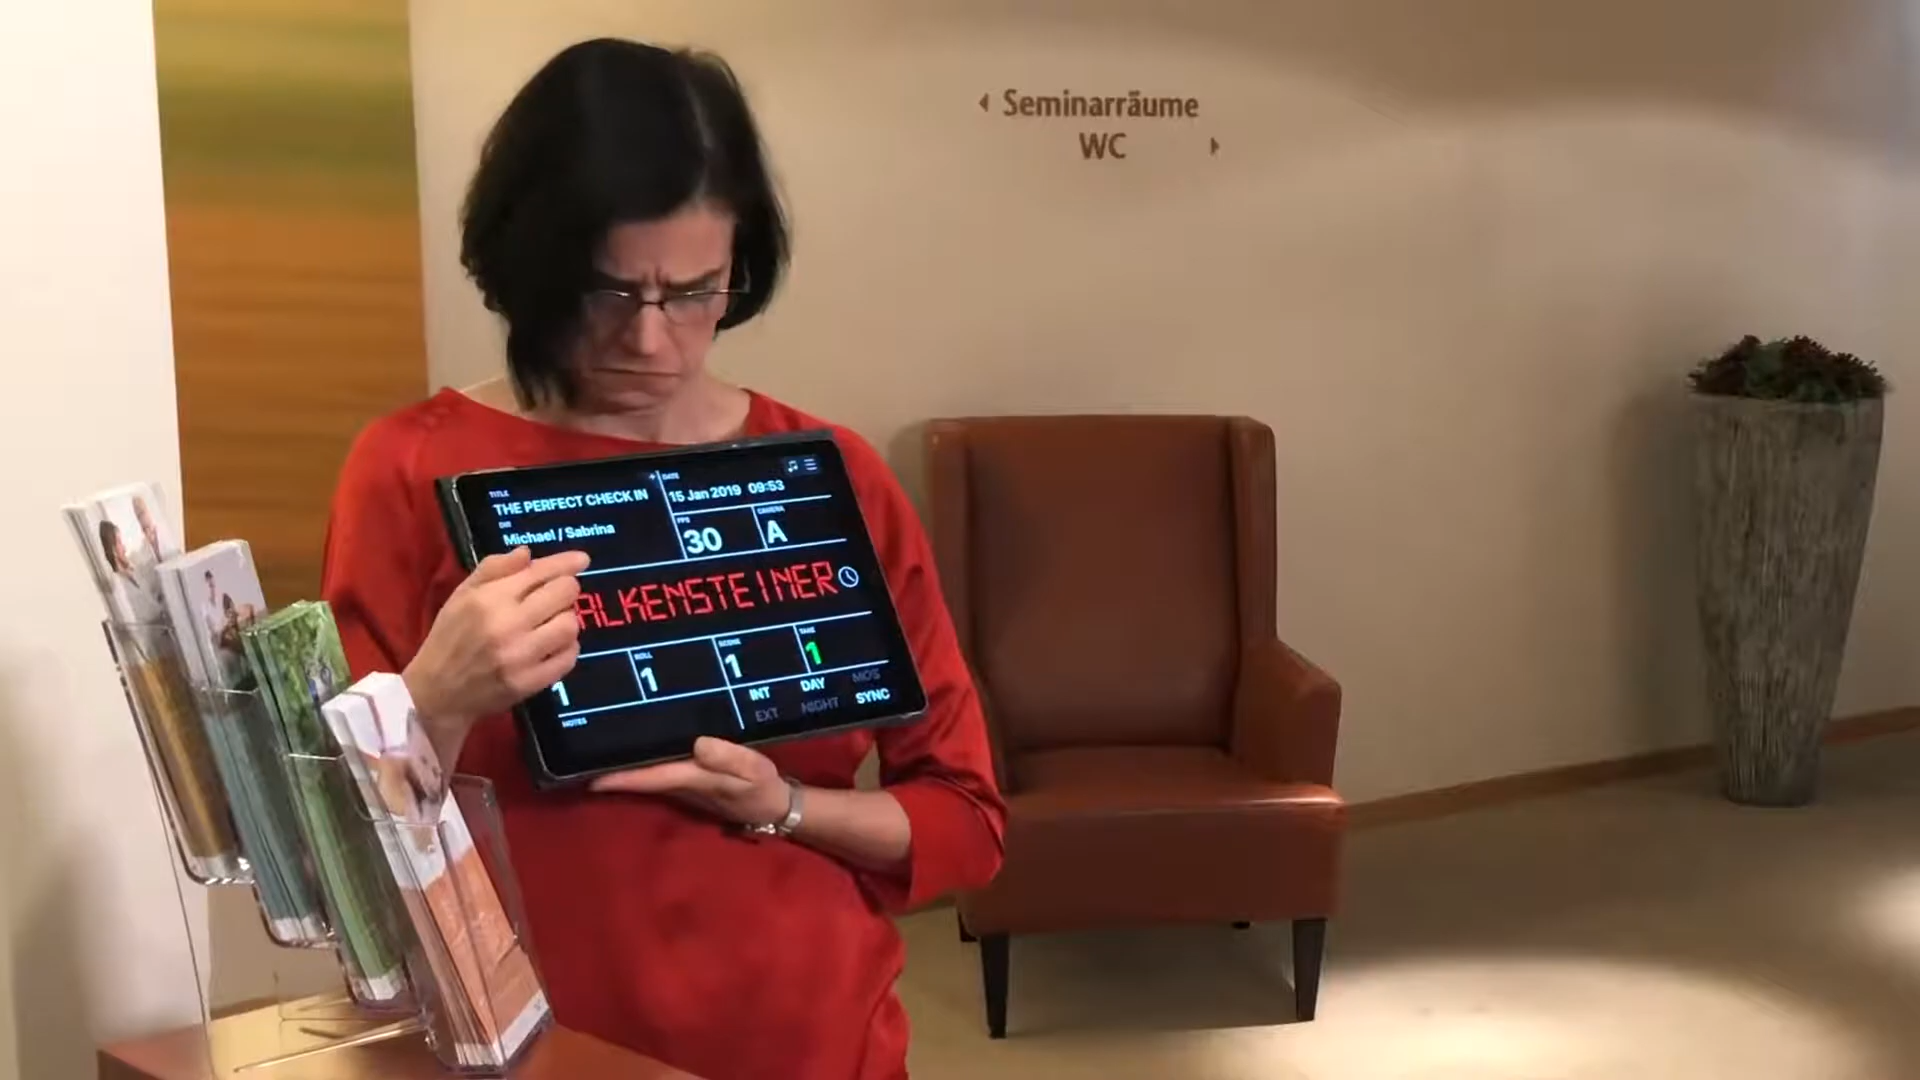 ◂ Seminarräume
WC ▸
TITLE
THE PERFECT CHECK IN
DIR
Michael / Sabrina
DATE
15 Jan 2019 09:53
FPS
30
CAMERA
A
ALKENSTEINER
1
ROLL
1
SCENE
1
TAKE
1
NOTES
INT DAY MOS
EXT NIGHT SYNC